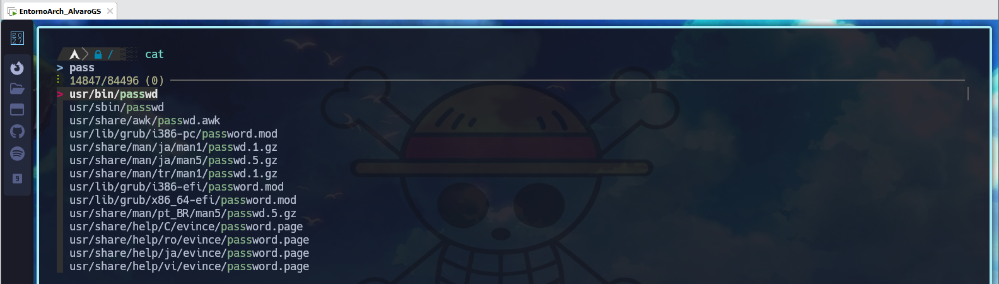 EntornoArch_AlvaroGS
E0
27
/ cat
> pass
14847/84496 (0)
> usr/bin/passwd
usr/sbin/passwd
usr/share/awk/passwd.awk
usr/lib/grub/i386-pc/password.mod
usr/share/man/ja/man1/passwd.1.gz
usr/share/man/ja/man5/passwd.5.gz
usr/share/man/tr/man1/passwd.1.gz
usr/lib/grub/i386-efi/password.mod
usr/lib/grub/x86_64-efi/password.mod
usr/share/man/pt_BR/man5/passwd.5.gz
usr/share/help/C/evince/password.page
usr/share/help/ro/evince/password.page
usr/share/help/ja/evince/password.page
usr/share/help/vi/evince/password.page
9